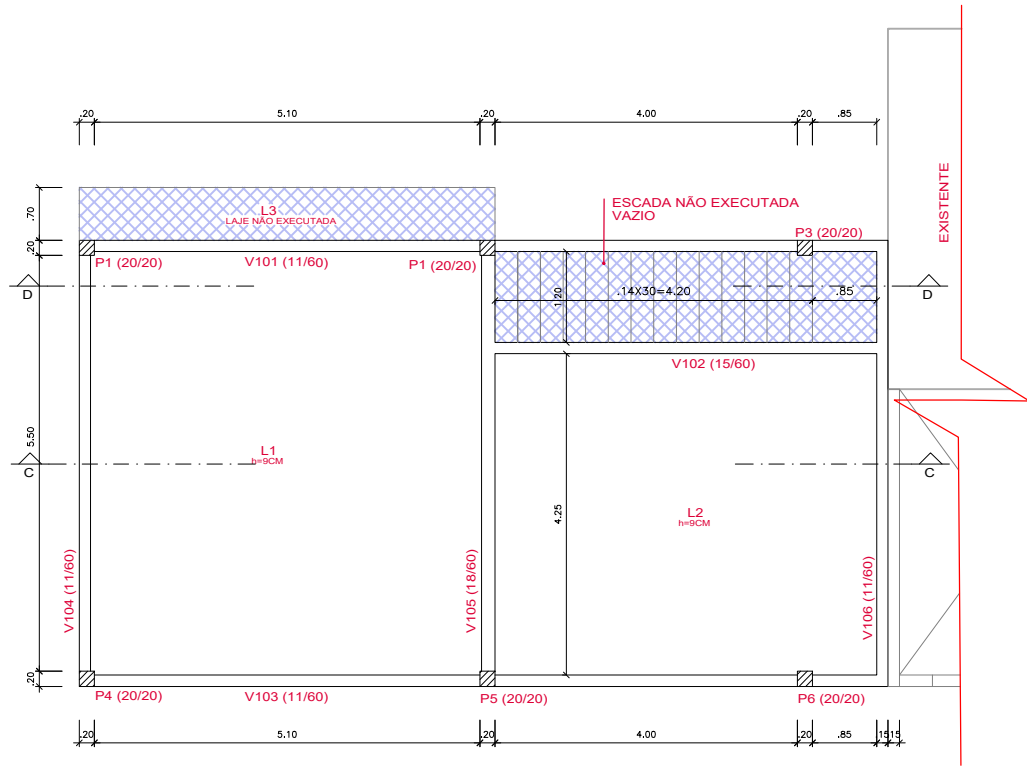 .20
5.10
.20
4.00
.20
.85
EXISTENTE
.70
L3
LAJE NÃO EXECUTADA
ESCADA NÃO EXECUTADA
VAZIO
.20
P1 (20/20)
V101 (11/60)
P1 (20/20)
P3 (20/20)
D
1.20
.14X30=4.20
.85
D
V102 (15/60)
5.50
L1
h=9CM
C
C
4.25
L2
h=9CM
V104 (11/60)
V105 (18/60)
V106 (11/60)
.20
P4 (20/20)
V103 (11/60)
P5 (20/20)
P6 (20/20)
.20
5.10
.20
4.00
.20
.85
15
15